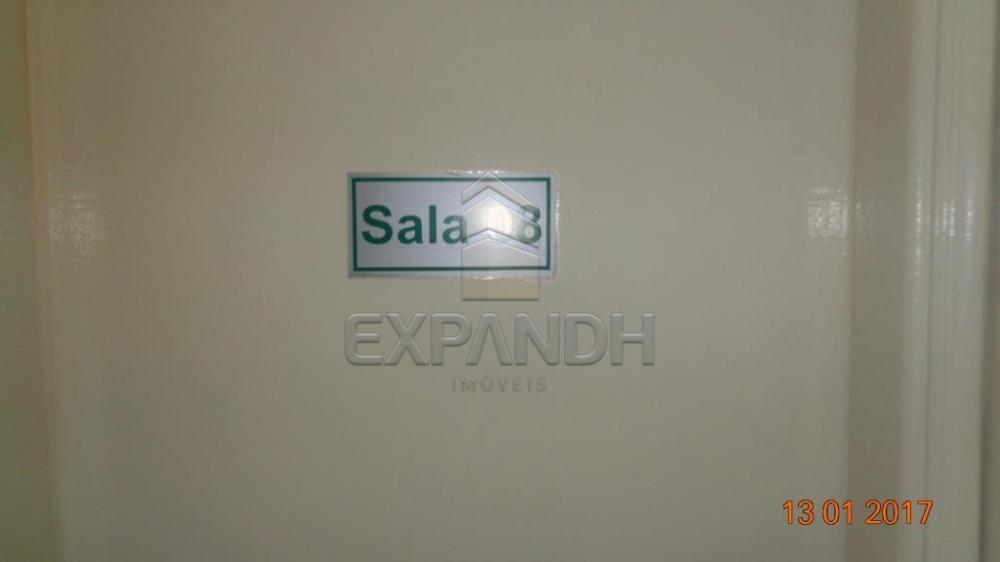 Sala
EXPANDH
IMÓVEIS
13 01 2017